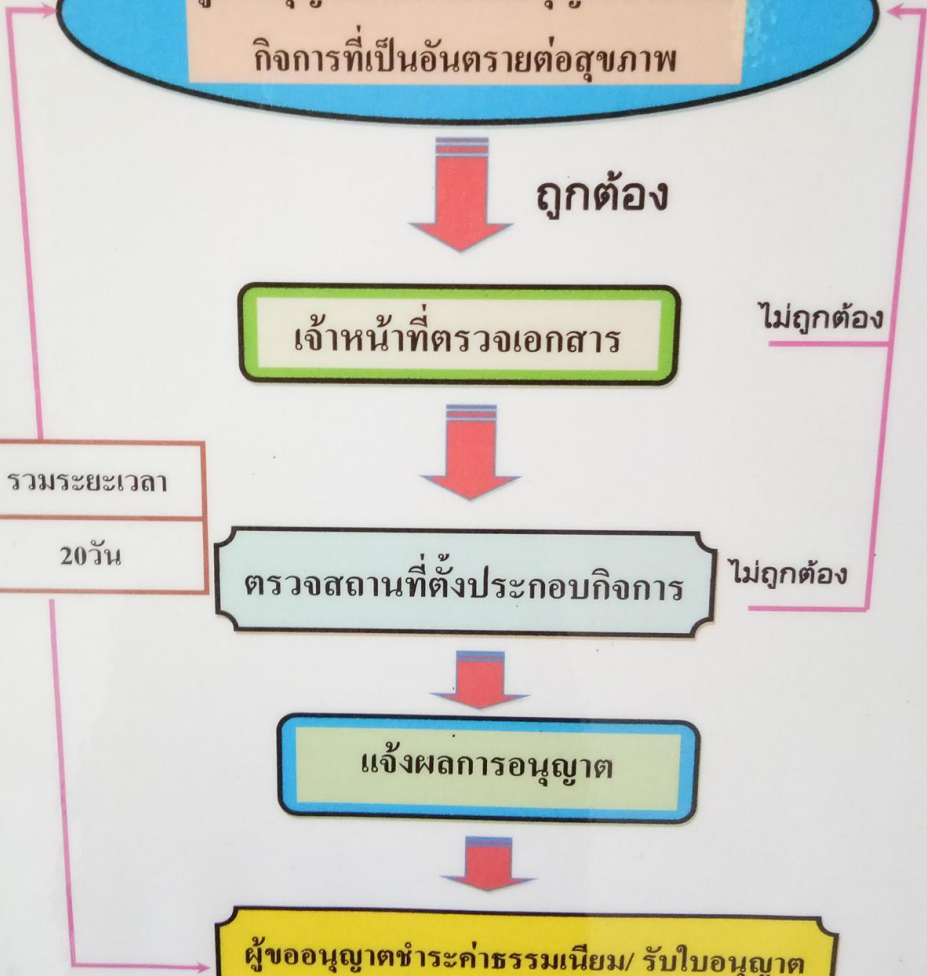 กิจการที่เป็นอันตรายต่อสุขภาพ
ถูกต้อง
เจ้าหน้าที่ตรวจเอกสาร
ไม่ถูกต้อง
รวมระยะเวลา
20วัน
ตรวจสถานที่ตั้งประกอบกิจการ
ไม่ถูกต้อง
แจ้งผลการอนุญาต
ผู้ขออนุญาตชำระค่าธรรมเนียม/ รับใบอนุญาต